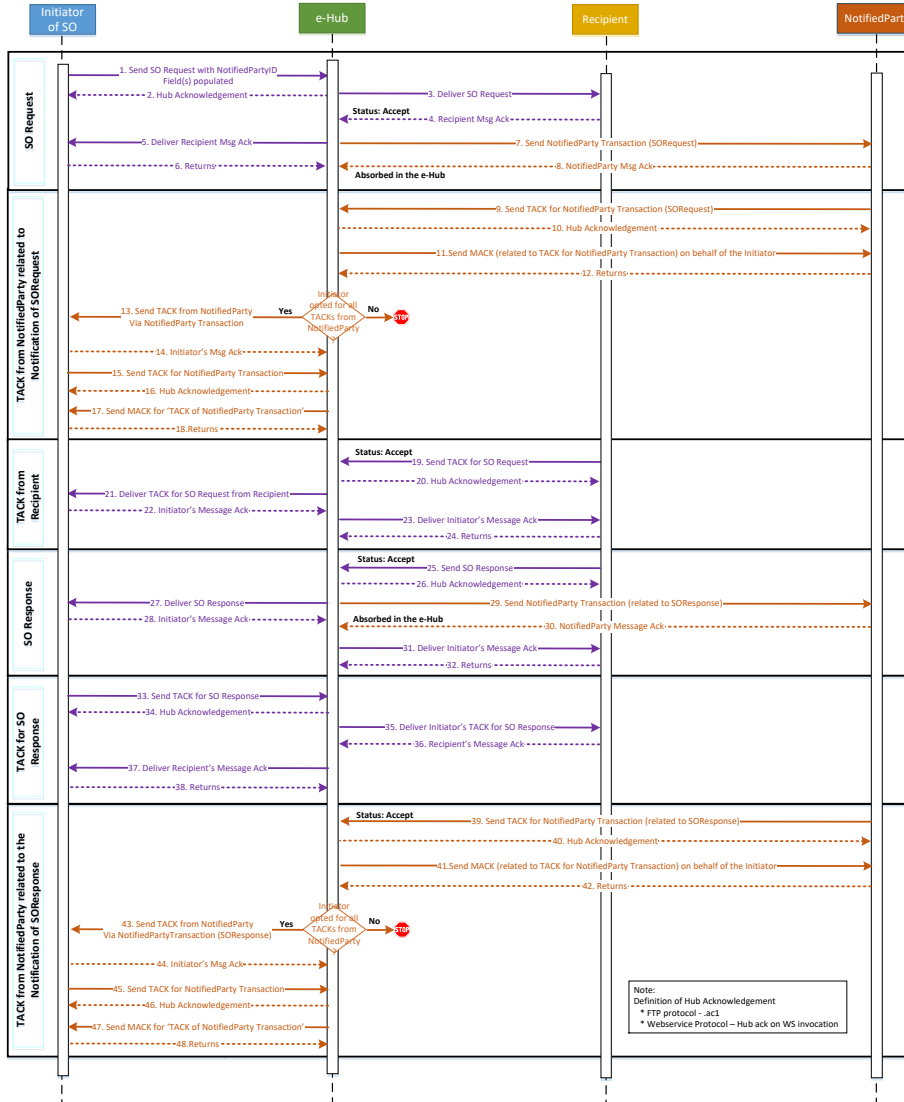 Initiator
of SO
e-Hub
Recipient
NotifiedParty
SO Request
1. Send SO Request with NotifiedPartyID
Field(s) populated
2. Hub Acknowledgement
3. Deliver SO Request
Status: Accept
4. Recipient Msg Ack
5. Deliver Recipient Msg Ack
7. Send NotifiedParty Transaction (SORequest)
6. Returns
8. NotifiedParty Msg Ack
Absorbed in the e-Hub
TACK from NotifiedParty related to
Notification of SORequest
9. Send TACK for NotifiedParty Transaction (SORequest)
10. Hub Acknowledgement
11.Send MACK (related to TACK for NotifiedParty Transaction) on behalf of the Initiator
12. Returns
Initiator
opted for all
TACKs from
NotifiedParty
?
Yes
No
STOP
13. Send TACK from NotifiedParty
Via NotifiedParty Transaction
14. Initiator's Msg Ack
15. Send TACK for NotifiedParty Transaction
16. Hub Acknowledgement
17. Send MACK for 'TACK of NotifiedParty Transaction'
18.Returns
TACK from
Recipient
Status: Accept
19. Send TACK for SO Request
20. Hub Acknowledgement
21. Deliver TACK for SO Request from Recipient
22. Initiator's Message Ack
23. Deliver Initiator's Message Ack
24. Returns
SO Response
Status: Accept
25. Send SO Response
26. Hub Acknowledgement
27. Deliver SO Response
29. Send NotifiedParty Transaction (related to SOResponse)
28. Initiator's Message Ack
Absorbed in the e-Hub
30. NotifiedParty Message Ack
31. Deliver Initiator's Message Ack
32. Returns
TACK for SO
Response
33. Send TACK for SO Response
34. Hub Acknowledgement
35. Deliver Initiator's TACK for SO Response
36. Recipient's Message Ack
37. Deliver Recipient's Message Ack
38. Returns
TACK from NotifiedParty related to the
Notification of SOResponse
Status: Accept
39. Send TACK for NotifiedParty Transaction (related to SOResponse)
40. Hub Acknowledgement
41.Send MACK (related to TACK for NotifiedParty Transaction) on behalf of the Initiator
42. Returns
Initiator
opted for all
TACKs from
NotifiedParty
?
Yes
No
STOP
43. Send TACK from NotifiedParty
Via NotifiedPartyTransaction (SOResponse)
44. Initiator's Msg Ack
45. Send TACK for NotifiedParty Transaction
46. Hub Acknowledgement
47. Send MACK for 'TACK of NotifiedParty Transaction'
48.Returns
Note:
Definition of Hub Acknowledgement
* FTP protocol - .ac1
* Webservice Protocol – Hub ack on WS invocation